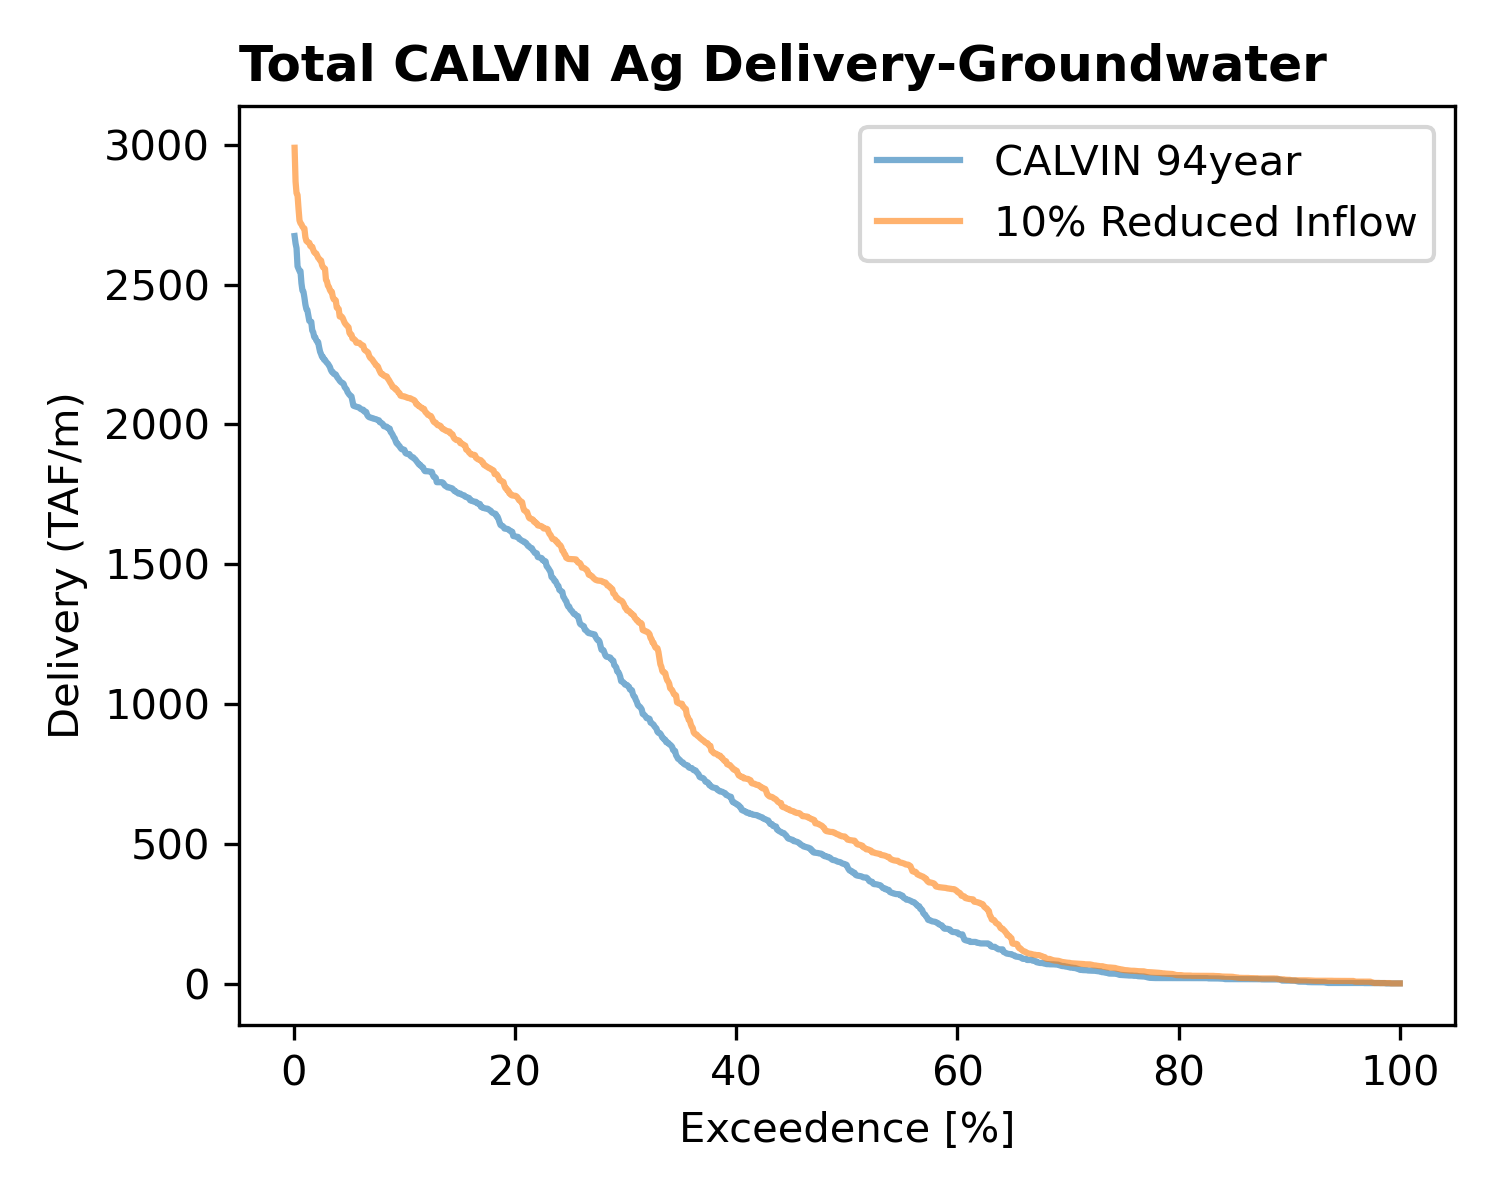 Total CALVIN Ag Delivery-Groundwater
CALVIN 94year
10% Reduced Inflow
Delivery (TAF/m)
3000
2500
2000
1500
1000
500
0
0 20 40 60 80 100
Exceedence [%]